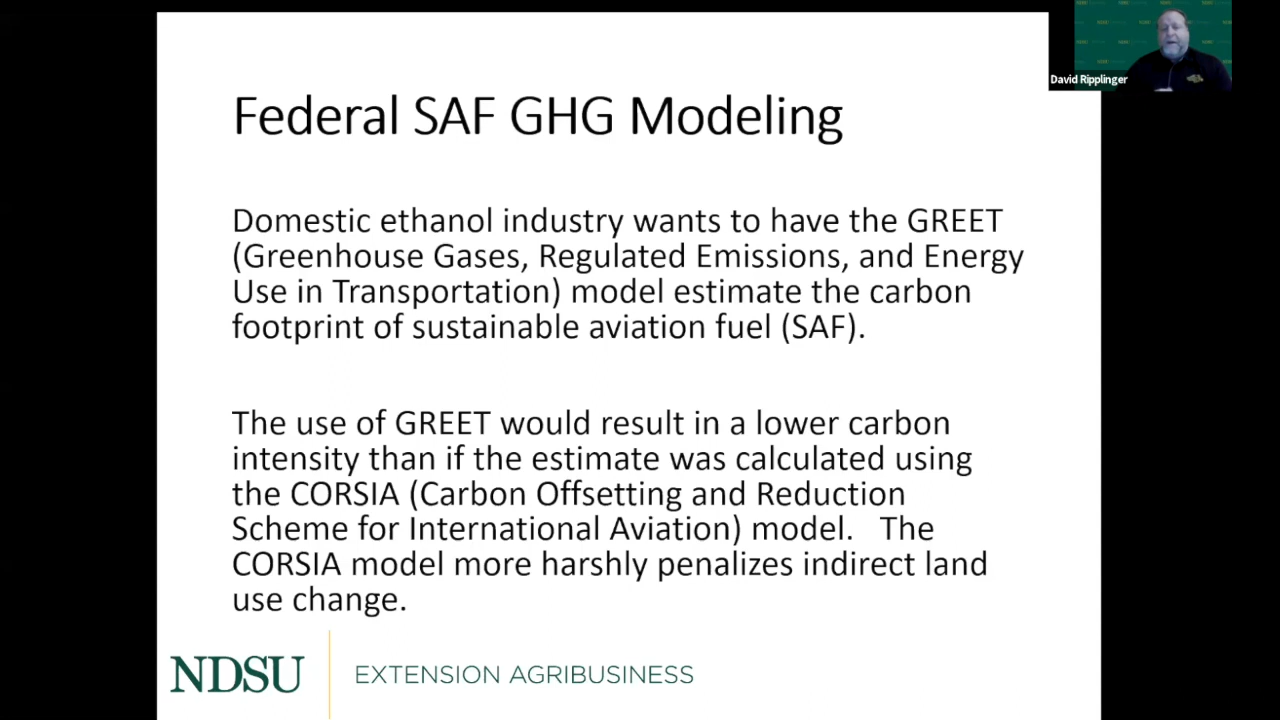 David Ripplinger
Federal SAF GHG Modeling
Domestic ethanol industry wants to have the GREET
(Greenhouse Gases, Regulated Emissions, and Energy
Use in Transportation) model estimate the carbon
footprint of sustainable aviation fuel (SAF).
The use of GREET would result in a lower carbon
intensity than if the estimate was calculated using
the CORSIA (Carbon Offsetting and Reduction
Scheme for International Aviation) model.   The
CORSIA model more harshly penalizes indirect land
use change.
NDSU EXTENSION AGRIBUSINESS